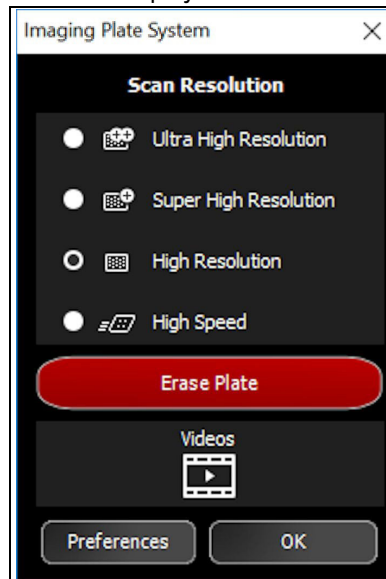 Imaging Plate System
Scan Resolution
Ultra High Resolution
Super High Resolution
High Resolution
High Speed
Erase Plate
Videos
Preferences
OK